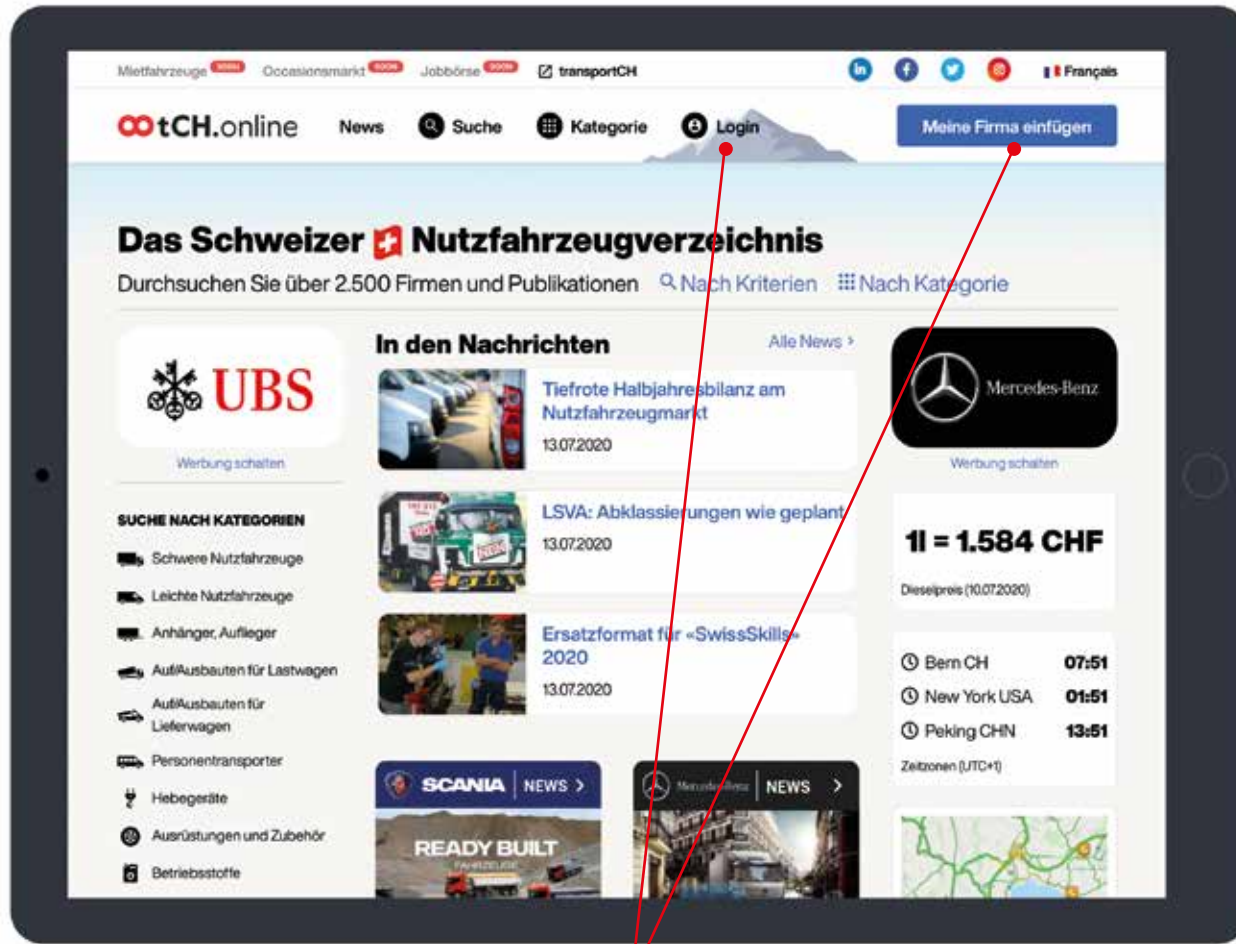 Mietfahrzeuge SOON Occasionsmarkt SOON Jobbörse SOON transportCH Français
tCH.online News Suche Kategorie Login Meine Firma einfügen
Das Schweizer Nutzfahrzeugverzeichnis
Durchsuchen Sie über 2.500 Firmen und Publikationen Nach Kriterien Nach Kategorie
UBS
Werbung schalten
SUCHE NACH KATEGORIEN
Schwere Nutzfahrzeuge
Leichte Nutzfahrzeuge
Anhänger, Auflieger
Auf/Ausbauten für Lastwagen
Auf/Ausbauten für
Lieferwagen
Personentransporter
Hebegeräte
Ausrüstungen und Zubehör
Betriebsstoffe
In den Nachrichten Alle News >
Tiefrote Halbjahresbilanz am
Nutzfahrzeugmarkt
13.07.2020
LSVA: Abklassierungen wie geplant
13.07.2020
Ersatzformat für «SwissSkills»
2020
13.07.2020
SCANIA NEWS >
READY BUILT
FAHRZEUGE
Mercedes-Benz NEWS >
Mercedes-Benz
Werbung schalten
1l = 1.584 CHF
Dieselpreis (10.07.2020)
Bern CH 07:51
New York USA 01:51
Peking CHN 13:51
Zeitzonen (UTC+1)